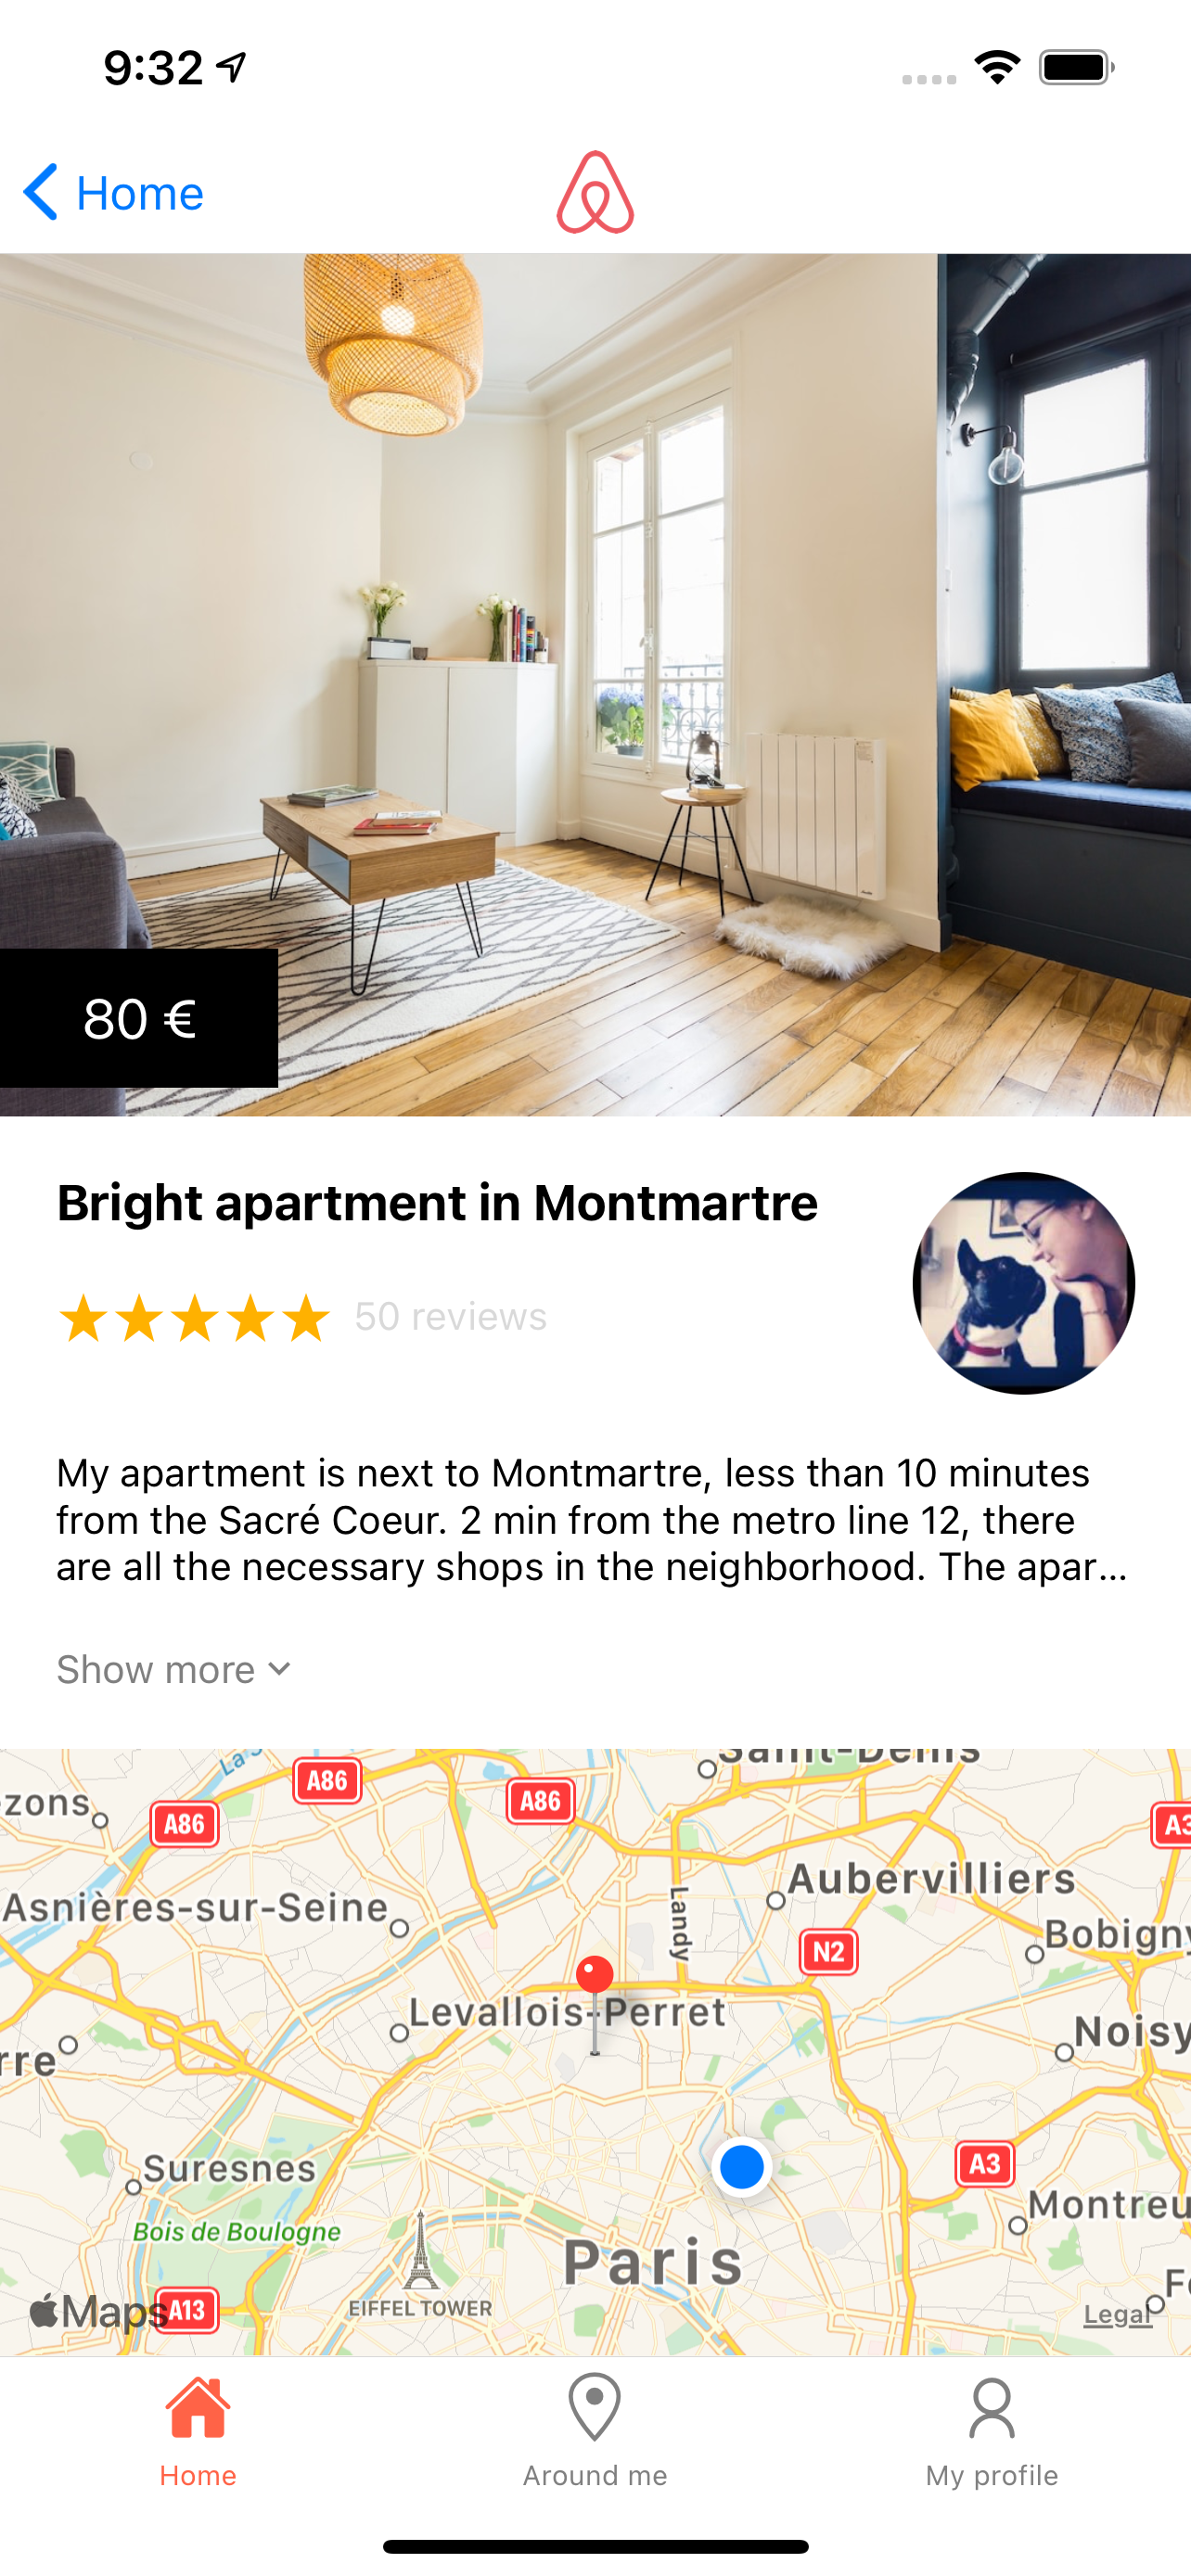 9:32
Home
80 €
Bright apartment in Montmartre
50 reviews
My apartment is next to Montmartre, less than 10 minutes
from the Sacré Coeur. 2 min from the metro line 12, there
are all the necessary shops in the neighborhood. The apar...
Show more
Saint-Denis
A86
zons
A86
A86
A3
Aubervilliers
Asnières-sur-Seine
Landy
Bobigny
N2
Levallois-Perret
Noisy
rre
Suresnes
A3
Montreu
Bois de Boulogne
Paris
EIFFEL TOWER
Maps
A13
Legal
Home
Around me
My profile